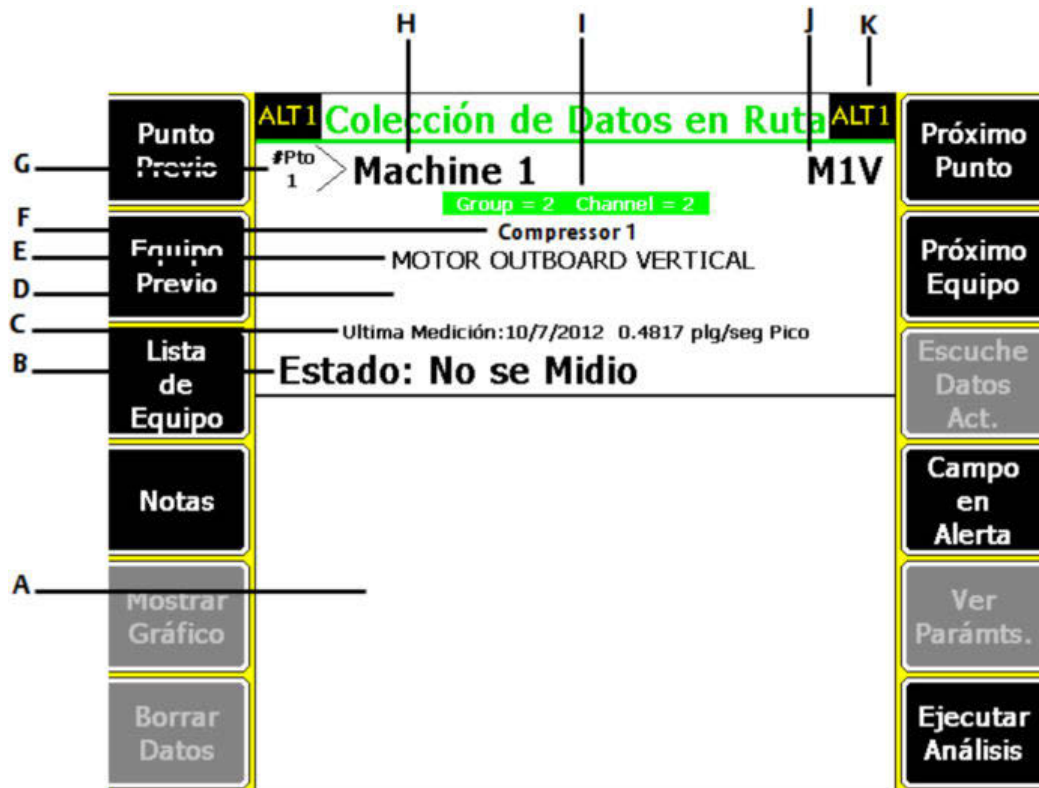 H
I
J
K
G
F
E
D
C
B
A
Punto
Previo
Equipo
Previo
Lista
de
Equipo
Notas
Mostrar
Gráfico
Borrar
Datos
ALT1 Colección de Datos en Ruta ALT1
#Pto
1
Machine 1 M1V
Group = 2 Channel = 2
Compressor 1
MOTOR OUTBOARD VERTICAL
Ultima Medición:10/7/2012 0.4817 plg/seg Pico
Estado: No se Midio
Próximo
Punto
Próximo
Equipo
Escuche
Datos
Act.
Campo
en
Alerta
Ver
Parámts.
Ejecutar
Análisis